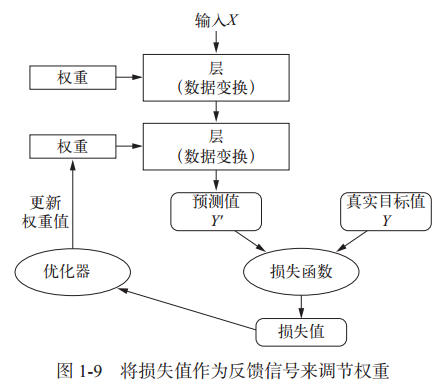 输入X
权重
层
（数据变换）
权重
层
（数据变换）
更新
权重值
预测值
Y'
真实目标值
Y
优化器
损失函数
损失值
图 1-9 将损失值作为反馈信号来调节权重